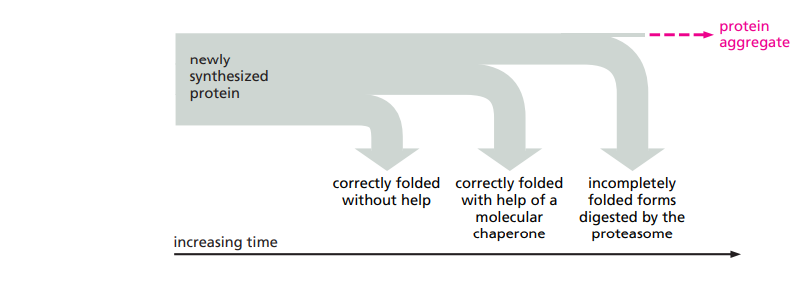 protein
aggregate
newly
synthesized
protein
correctly folded
without help
correctly folded
with help of a
molecular
chaperone
incompletely
folded forms
digested by the
proteasome
increasing time